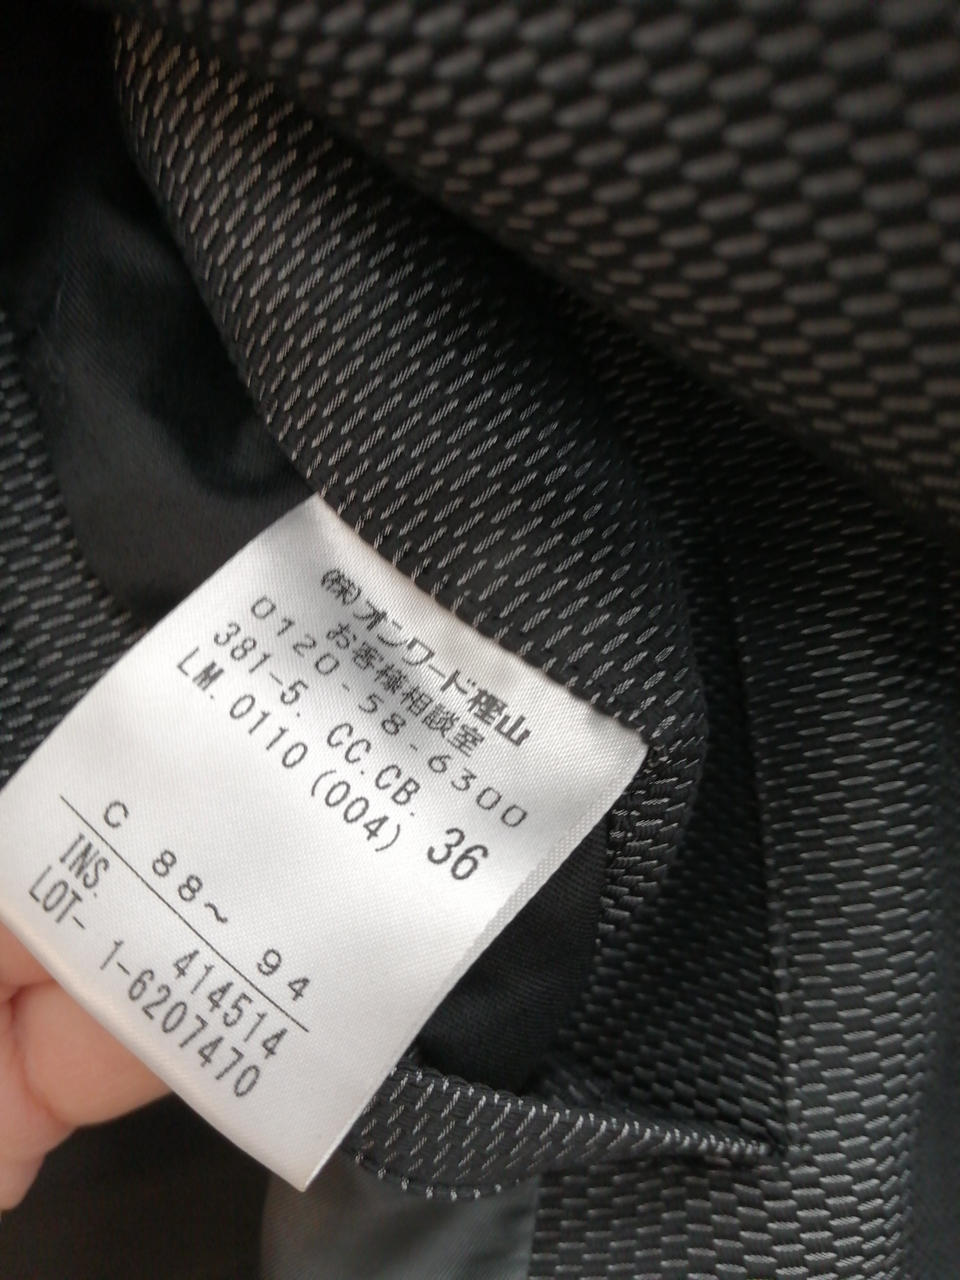 (株)オンワード樫山
お客様相談室
0120-58-6300
381-5. CC.CB. 36
LM. 0110 (004)
C 88~ 94
INS. 414514
LOT- 1-6207470